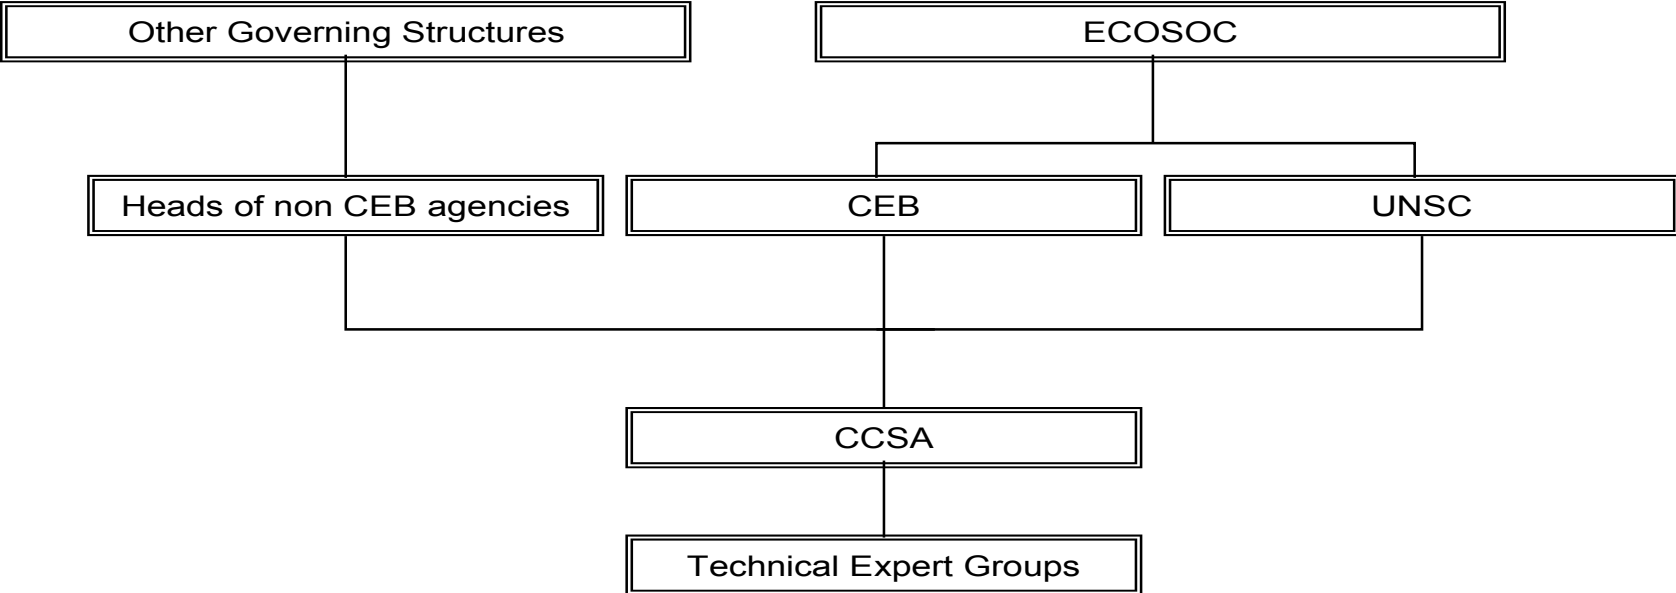 Other Governing Structures
ECOSOC
Heads of non CEB agencies
CEB
UNSC
CCSA
Technical Expert Groups